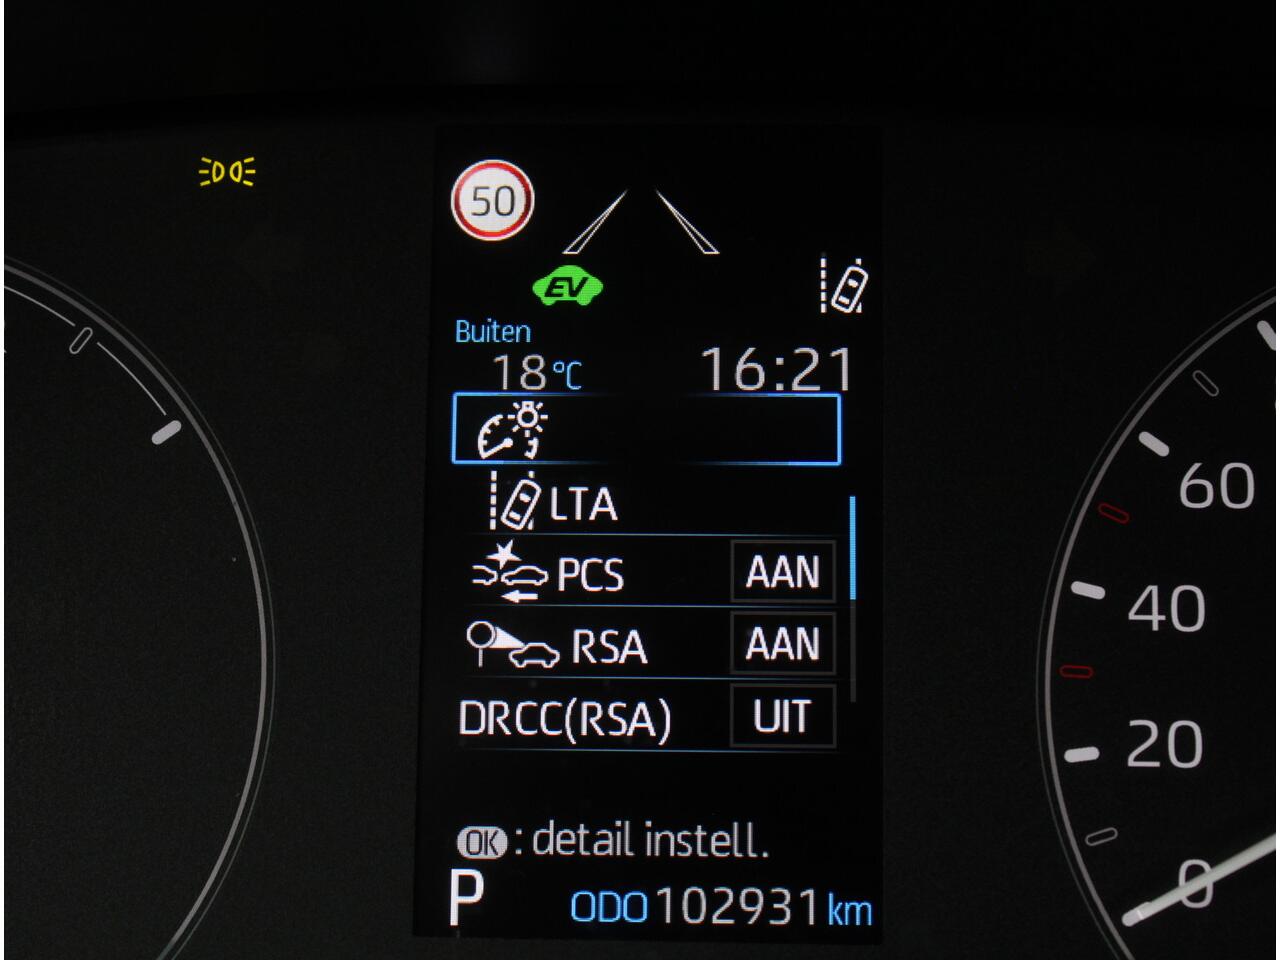 50
EV
Buiten
18°C 16:21
LTA
PCS AAN
RSA AAN
DRCC(RSA) UIT
OK : detail instell.
P ODO 102931 km
60
40
20
0